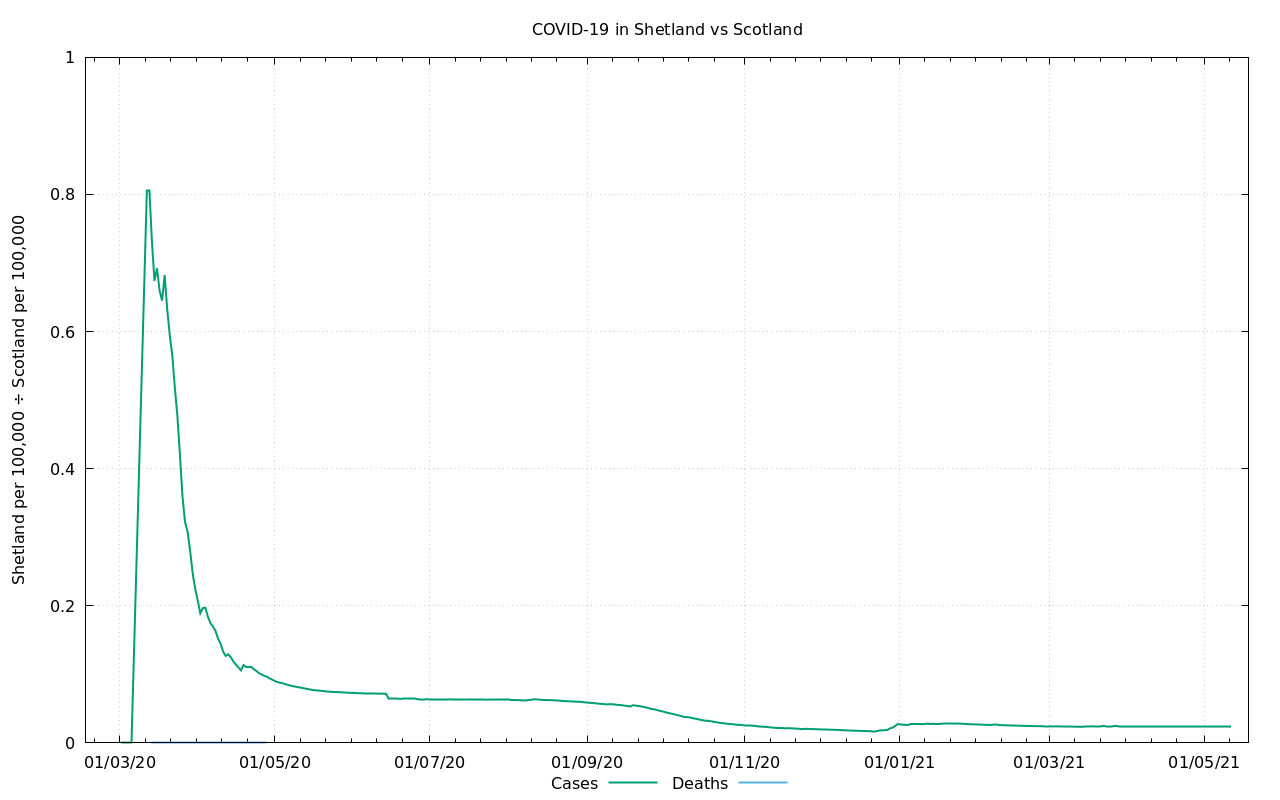 COVID-19 in Shetland vs Scotland
1
0.8
0.6
0.4
0.2
0
Shetland per 100,000 ÷ Scotland per 100,000
01/03/20 01/05/20 01/07/20 01/09/20 01/11/20 01/01/21 01/03/21 01/05/21
Cases Deaths